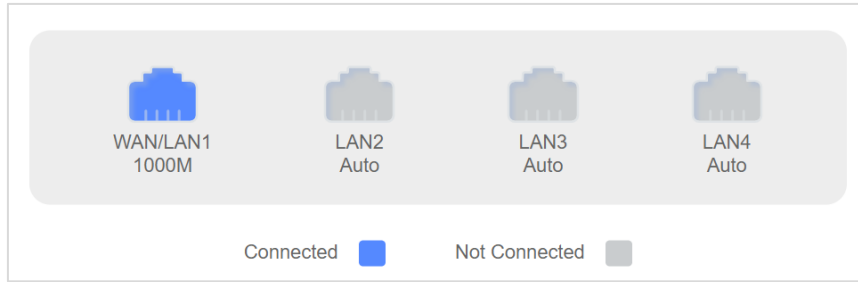 WAN/LAN1
1000M
LAN2
Auto
LAN3
Auto
LAN4
Auto
Connected
Not Connected